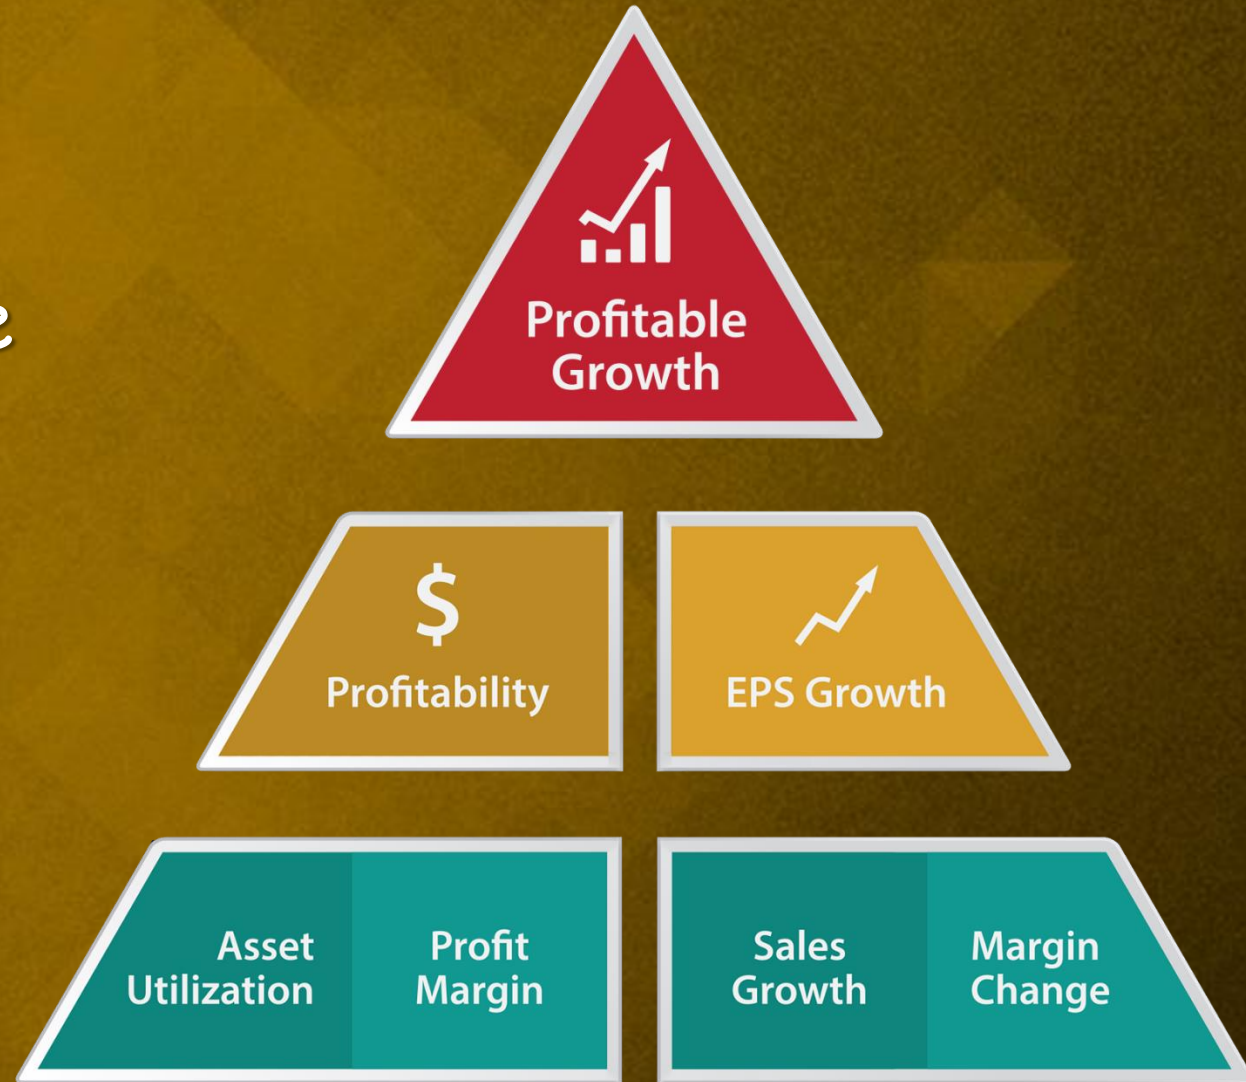 e
Profitable
Growth
$
Profitability
EPS Growth
Asset
Utilization
Profit
Margin
Sales
Growth
Margin
Change